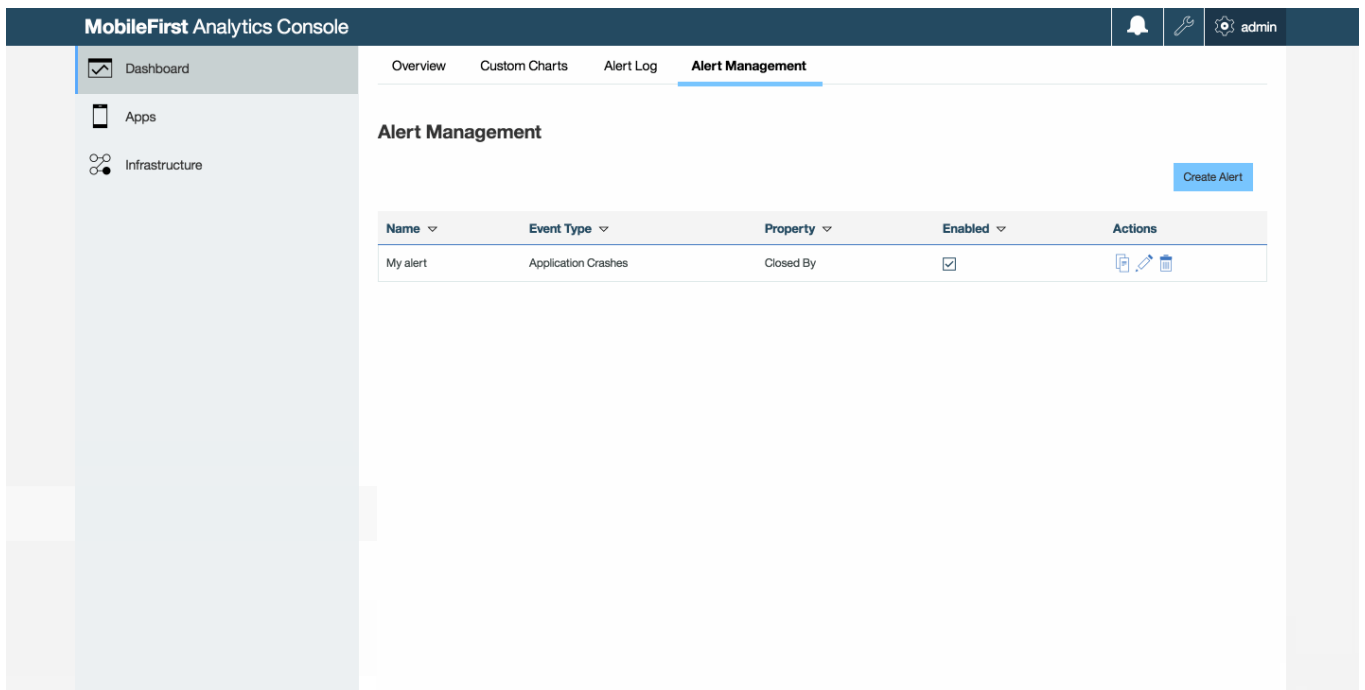 MobileFirst Analytics Console
admin
Dashboard
Apps
Infrastructure
Overview Custom Charts Alert Log Alert Management
Alert Management
Create Alert
Name Event Type Property Enabled Actions
My alert Application Crashes Closed By